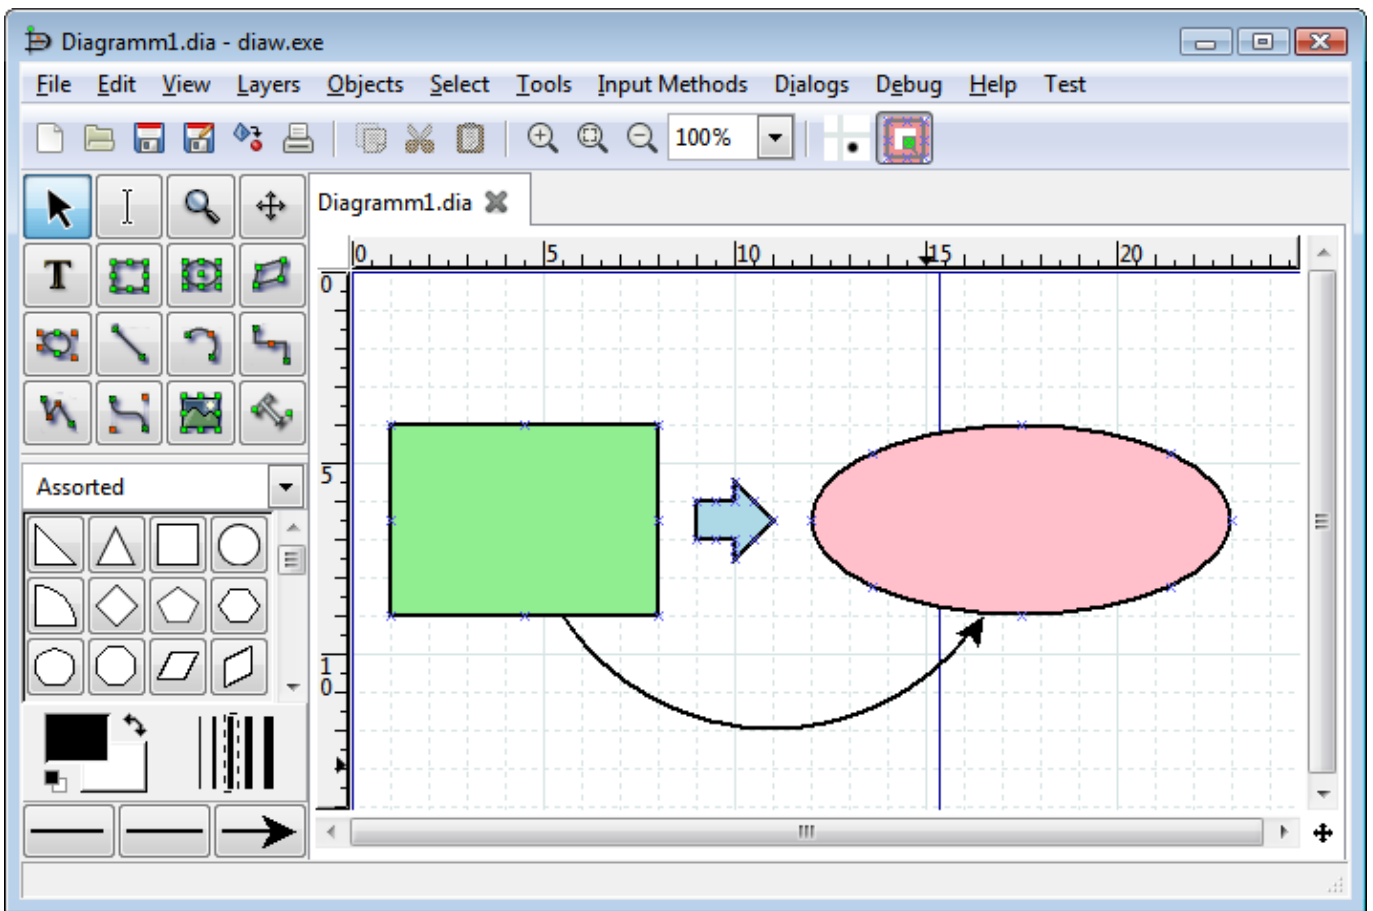 Diagramm1.dia - diaw.exe
File Edit View Layers Objects Select Tools Input Methods Dialogs Debug Help Test
100%
Diagramm1.dia
0 5 10 15 20
T
0
5
Assorted
10